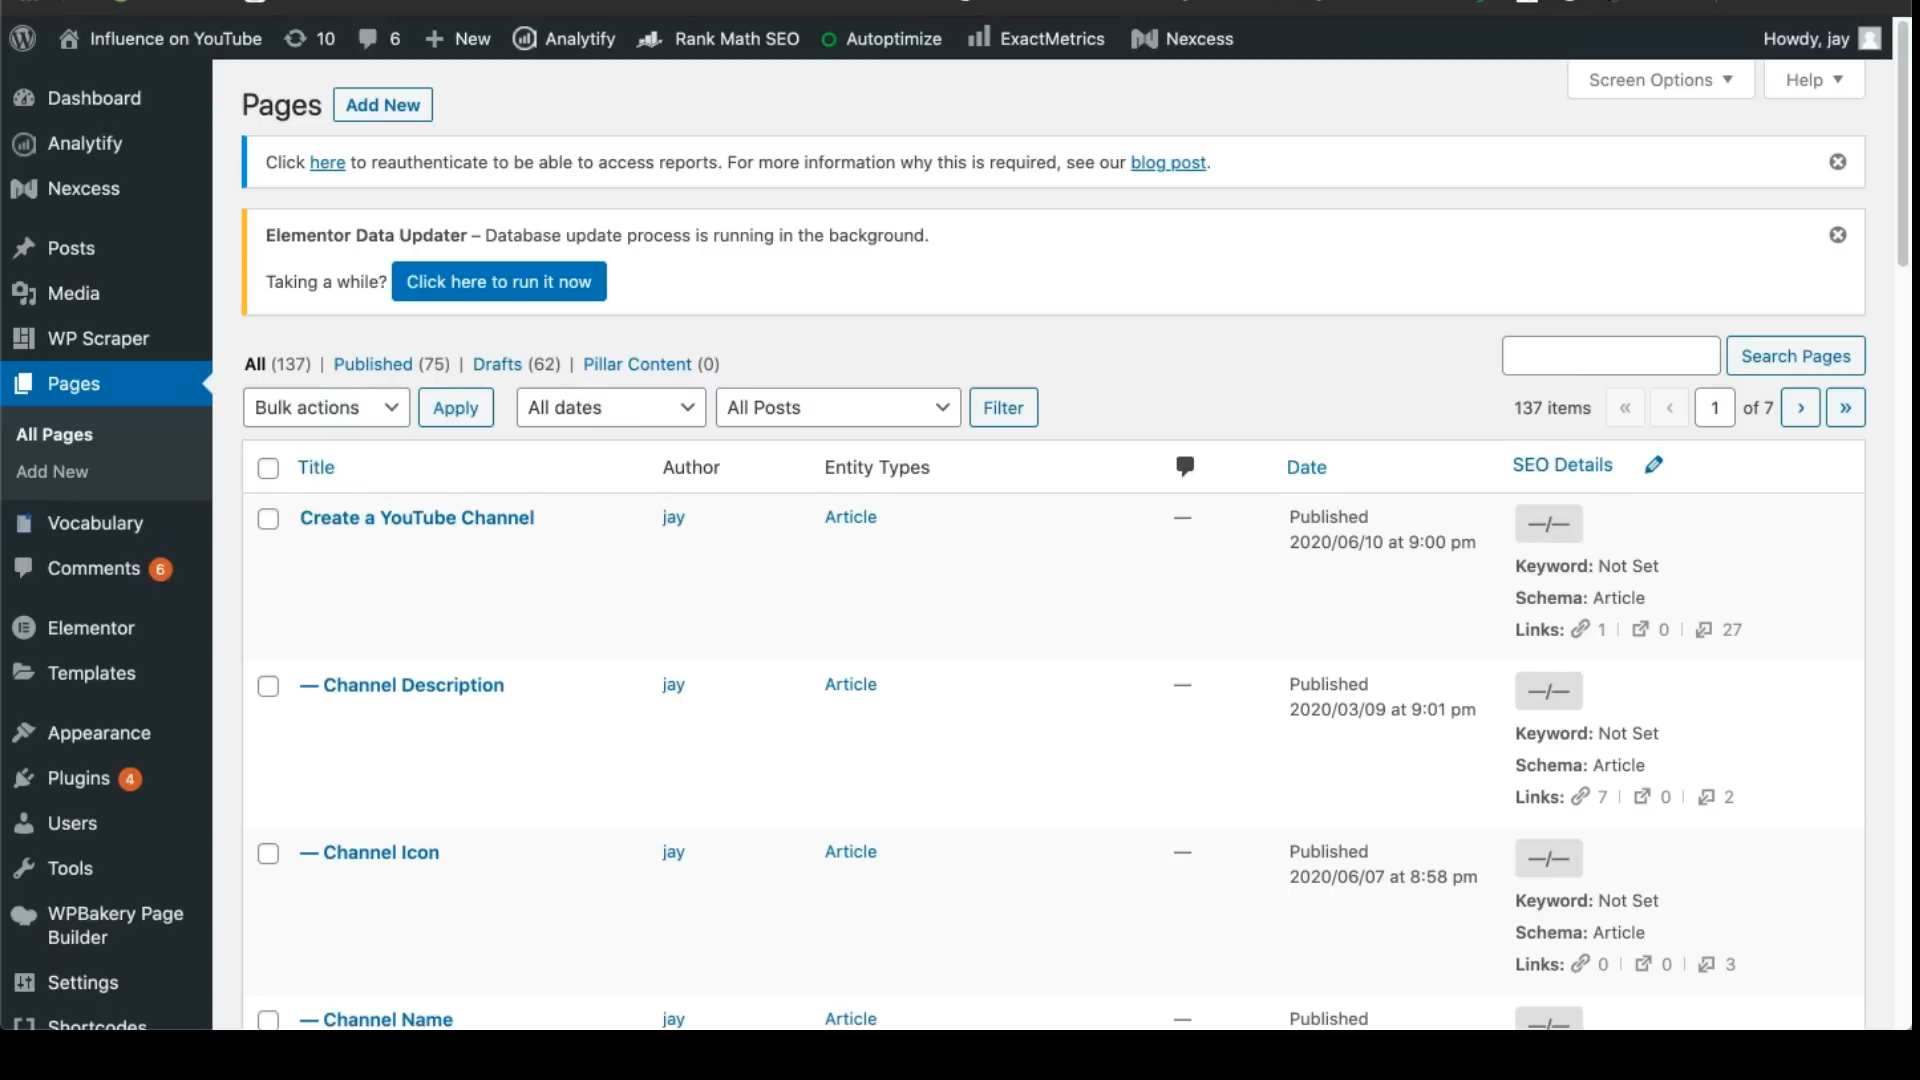 Influence on YouTube 10 6 New Analytify Rank Math SEO Autoptimize ExactMetrics Nexcess Howdy, jay
Dashboard
Analytify
Nexcess
Posts
Media
WP Scraper
Pages
All Pages
Add New
Vocabulary
Comments 6
Elementor
Templates
Appearance
Plugins 4
Users
Tools
WPBakery Page
Builder
Settings
Shortcodes
Screen Options Help
Pages Add New
Click here to reauthenticate to be able to access reports. For more information why this is required, see our blog post.
Elementor Data Updater – Database update process is running in the background.
Taking a while? Click here to run it now
All (137) | Published (75) | Drafts (62) | Pillar Content (0)
Search Pages
Bulk actions Apply All dates All Posts Filter 137 items « ‹ 1 of 7 › »
Title Author Entity Types Date SEO Details
Create a YouTube Channel jay Article — Published
2020/06/10 at 9:00 pm
—/—
Keyword: Not Set
Schema: Article
Links: 1 | 0 | 27
— Channel Description jay Article — Published
2020/03/09 at 9:01 pm
—/—
Keyword: Not Set
Schema: Article
Links: 7 | 0 | 2
— Channel Icon jay Article — Published
2020/06/07 at 8:58 pm
—/—
Keyword: Not Set
Schema: Article
Links: 0 | 0 | 3
— Channel Name jay Article — Published
—/—